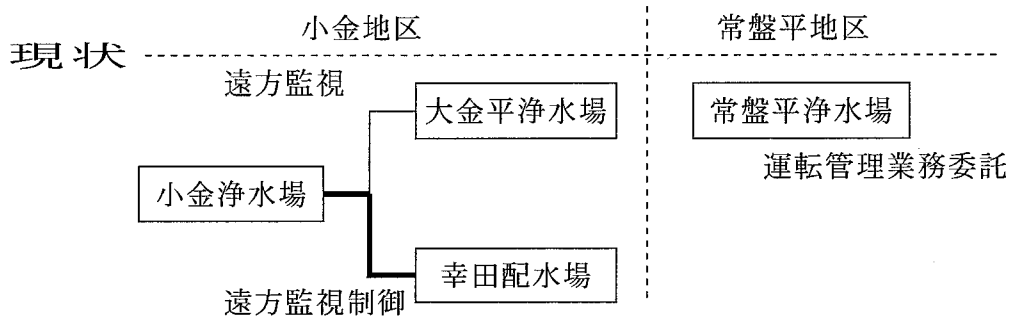 小金地区
常盤平地区
現状
遠方監視
大金平浄水場
常盤平浄水場
運転管理業務委託
小金浄水場
幸田配水場
遠方監視制御